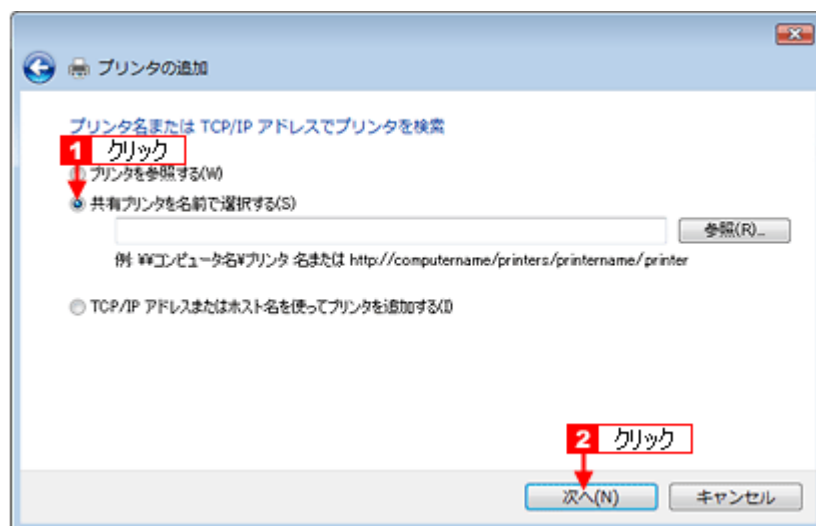 プリンタの追加
プリンタ名または TCP/IP アドレスでプリンタを検索
1 クリック
プリンタを参照する(W)
共有プリンタを名前で選択する(S)
参照(R)...
例: ¥¥コンピュータ名¥プリンタ 名または http://computername/printers/printername/.printer
TCP/IP アドレスまたはホスト名を使ってプリンタを追加する(I)
2 クリック
次へ(N) キャンセル